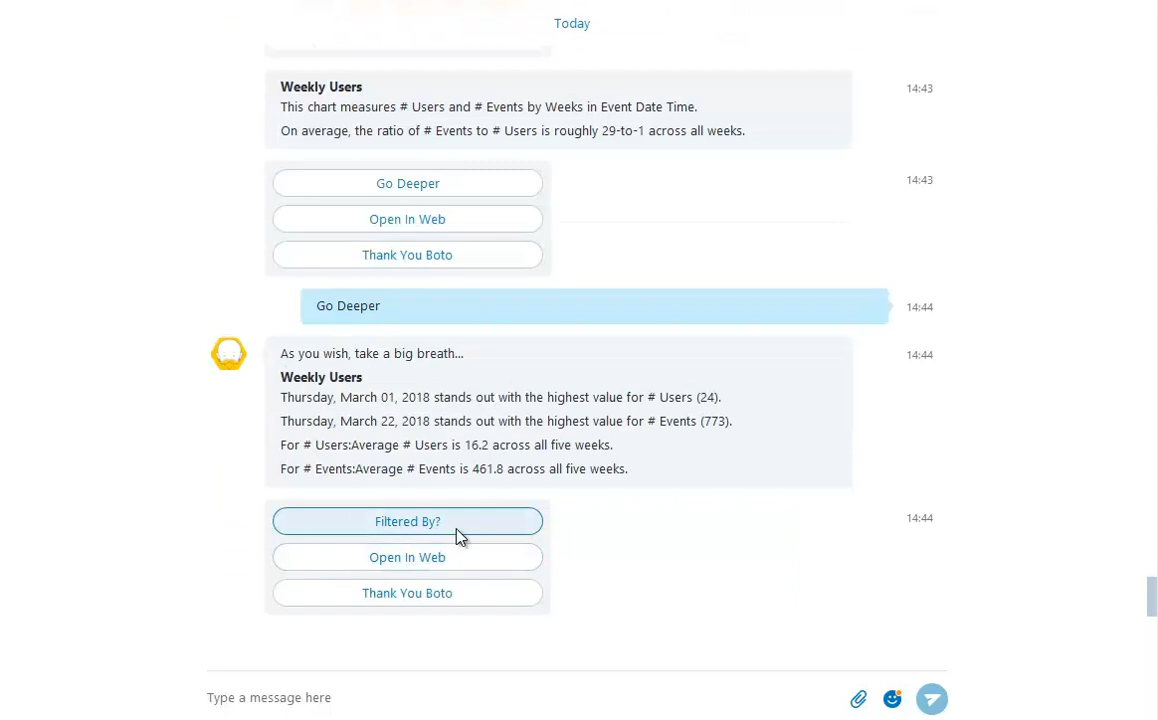 Today
Weekly Users
14:43
This chart measures # Users and # Events by Weeks in Event Date Time.
On average, the ratio of # Events to # Users is roughly 29-to-1 across all weeks.
Go Deeper
14:43
Open In Web
Thank You Boto
Go Deeper
14:44
As you wish, take a big breath...
14:44
Weekly Users
Thursday, March 01, 2018 stands out with the highest value for # Users (24).
Thursday, March 22, 2018 stands out with the highest value for # Events (773).
For # Users:Average # Users is 16.2 across all five weeks.
For # Events:Average # Events is 461.8 across all five weeks.
Filtered By?
14:44
Open In Web
Thank You Boto
Type a message here